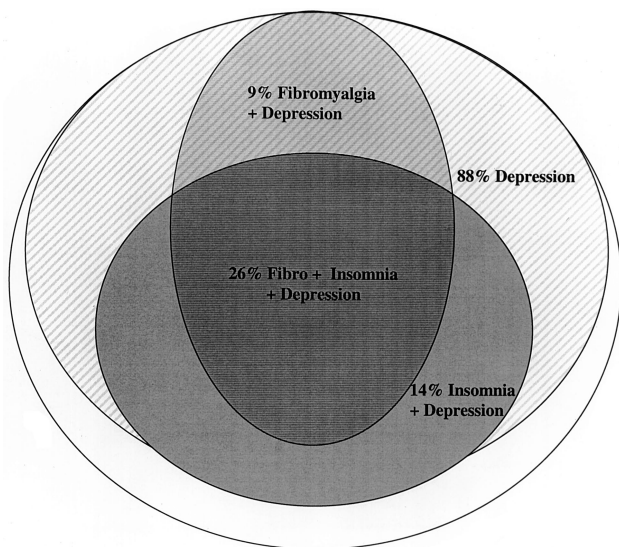 9% Fibromyalgia
+ Depression
88% Depression
26% Fibro + Insomnia
+ Depression
14% Insomnia
+ Depression